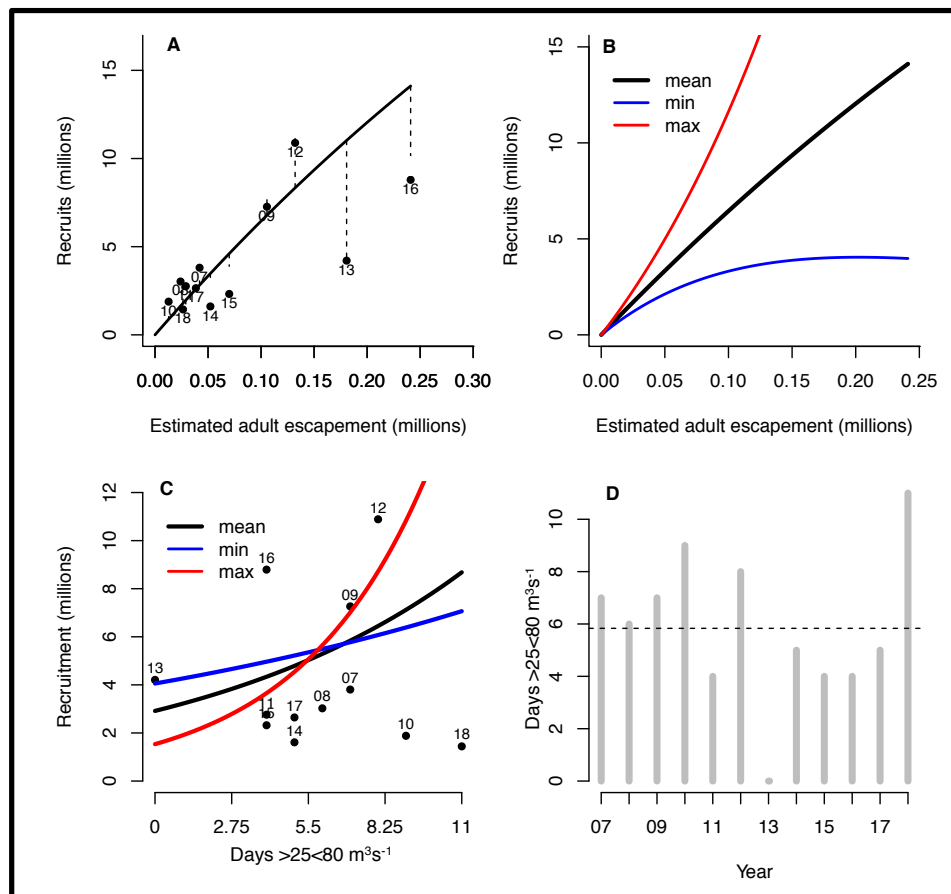 A
Recruits (millions)
15
10
5
0
12
09
16
13
07
08
17
10
18
14
15
0.00 0.05 0.10 0.15 0.20 0.25 0.30
Estimated adult escapement (millions)
B
mean
min
max
Recruits (millions)
15
10
5
0
0.00 0.05 0.10 0.15 0.20 0.25
Estimated adult escapement (millions)
C
mean
min
max
Recruitment (millions)
12
10
8
6
4
2
0
12
16
09
13
07
11
17
08
14
10
18
0 2.75 5.5 8.25 11
Days >25<80 m³s⁻¹
D
Days >25<80 m³s⁻¹
10
8
6
4
2
0
07 09 11 13 15 17
Year